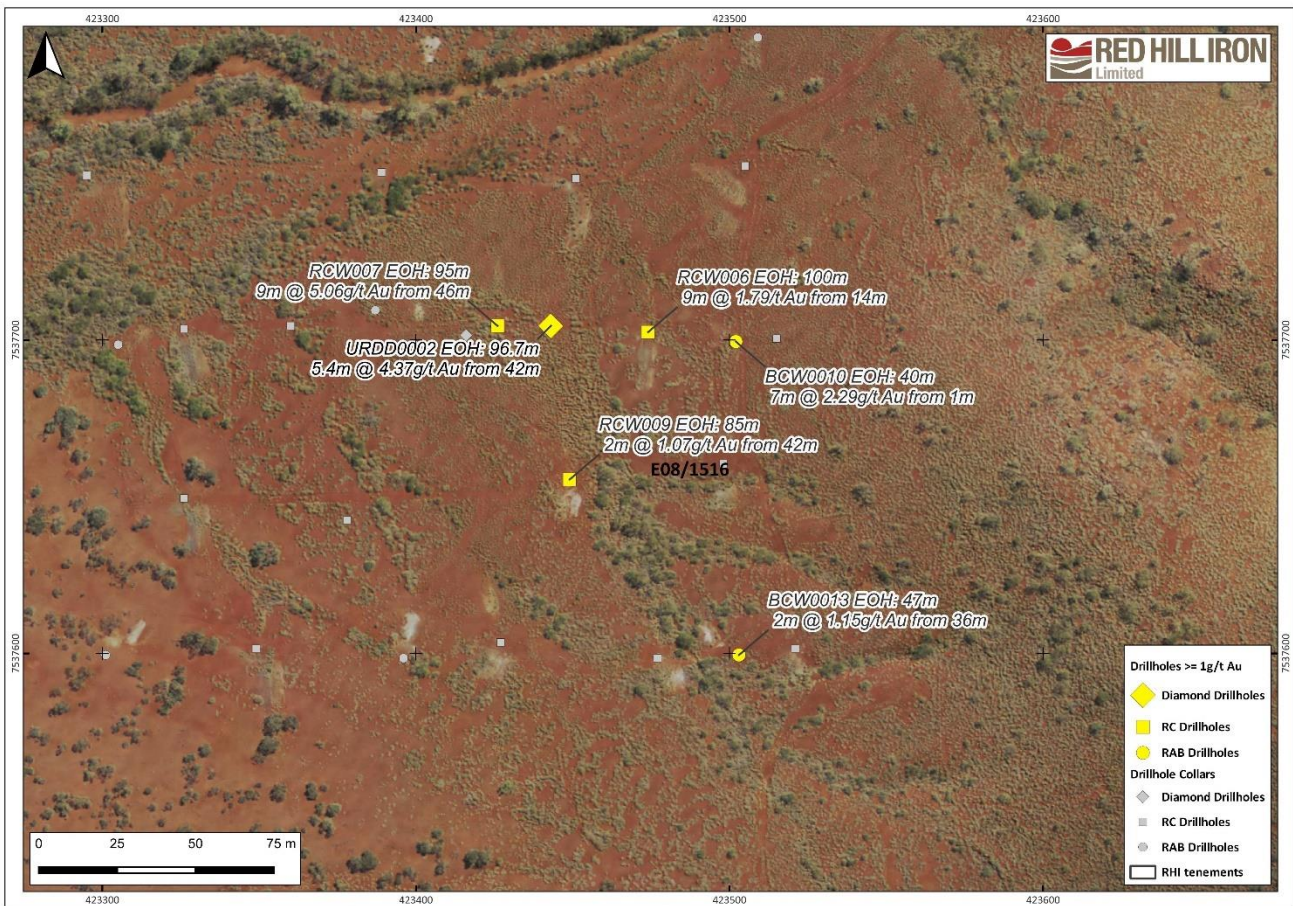 423300
423400
423500
423600
RED HILL IRON
Limited
RCW007 EOH: 95m
9m @ 5.06g/t Au from 46m
RCW006 EOH: 100m
9m @ 1.79/t Au from 14m
7537700
7537700
URDD0002 EOH: 96.7m
5.4m @ 4.37g/t Au from 42m
BCW0010 EOH: 40m
7m @ 2.29g/t Au from 1m
RCW009 EOH: 85m
2m @ 1.07g/t Au from 42m
E08/1516
BCW0013 EOH: 47m
2m @ 1.15g/t Au from 36m
7537600
7537600
Drillholes >= 1g/t Au
Diamond Drillholes
RC Drillholes
RAB Drillholes
Drillhole Collars
Diamond Drillholes
RC Drillholes
RAB Drillholes
RHI tenements
0 25 50 75 m
423300
423400
423500
423600